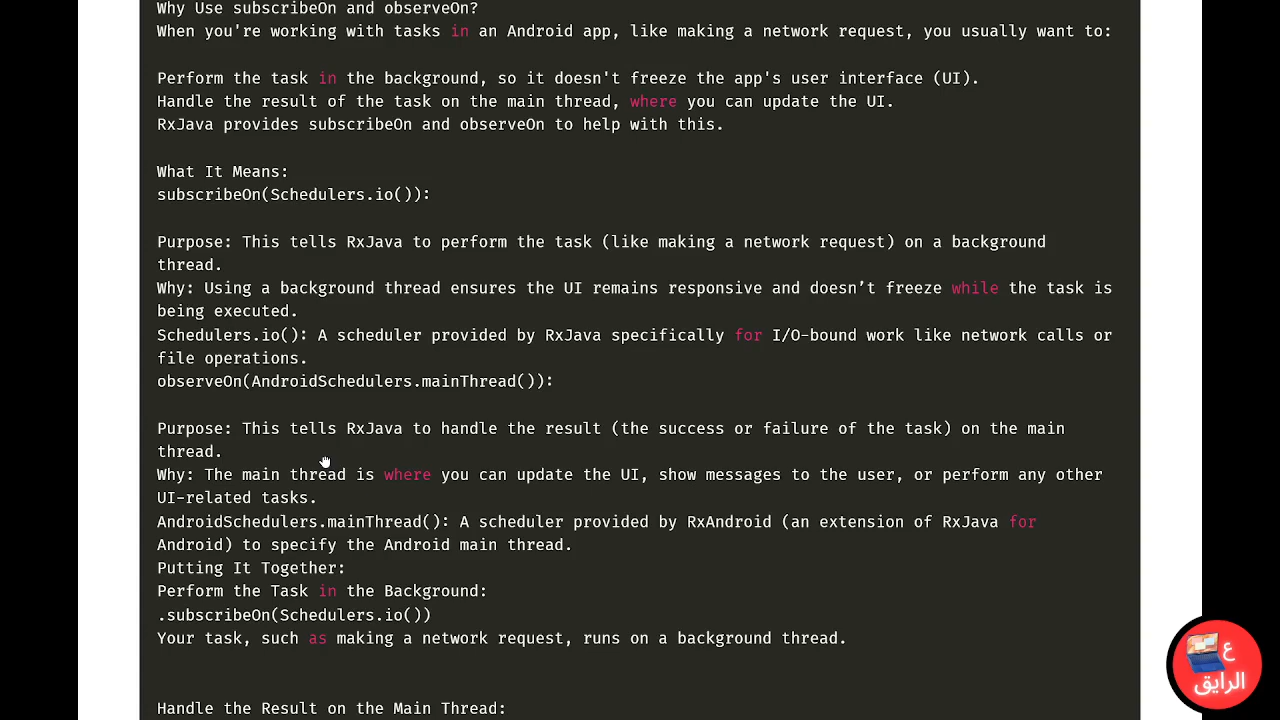 Why Use subscribeOn and observeOn?
When you're working with tasks in an Android app, like making a network request, you usually want to:
Perform the task in the background, so it doesn't freeze the app's user interface (UI).
Handle the result of the task on the main thread, where you can update the UI.
RxJava provides subscribeOn and observeOn to help with this.
What It Means:
subscribeOn(Schedulers.io()):
Purpose: This tells RxJava to perform the task (like making a network request) on a background
thread.
Why: Using a background thread ensures the UI remains responsive and doesn’t freeze while the task is
being executed.
Schedulers.io(): A scheduler provided by RxJava specifically for I/O-bound work like network calls or
file operations.
observeOn(AndroidSchedulers.mainThread()):
Purpose: This tells RxJava to handle the result (the success or failure of the task) on the main
thread.
Why: The main thread is where you can update the UI, show messages to the user, or perform any other
UI-related tasks.
AndroidSchedulers.mainThread(): A scheduler provided by RxAndroid (an extension of RxJava for
Android) to specify the Android main thread.
Putting It Together:
Perform the Task in the Background:
.subscribeOn(Schedulers.io())
Your task, such as making a network request, runs on a background thread.
Handle the Result on the Main Thread:
ع
الرايق